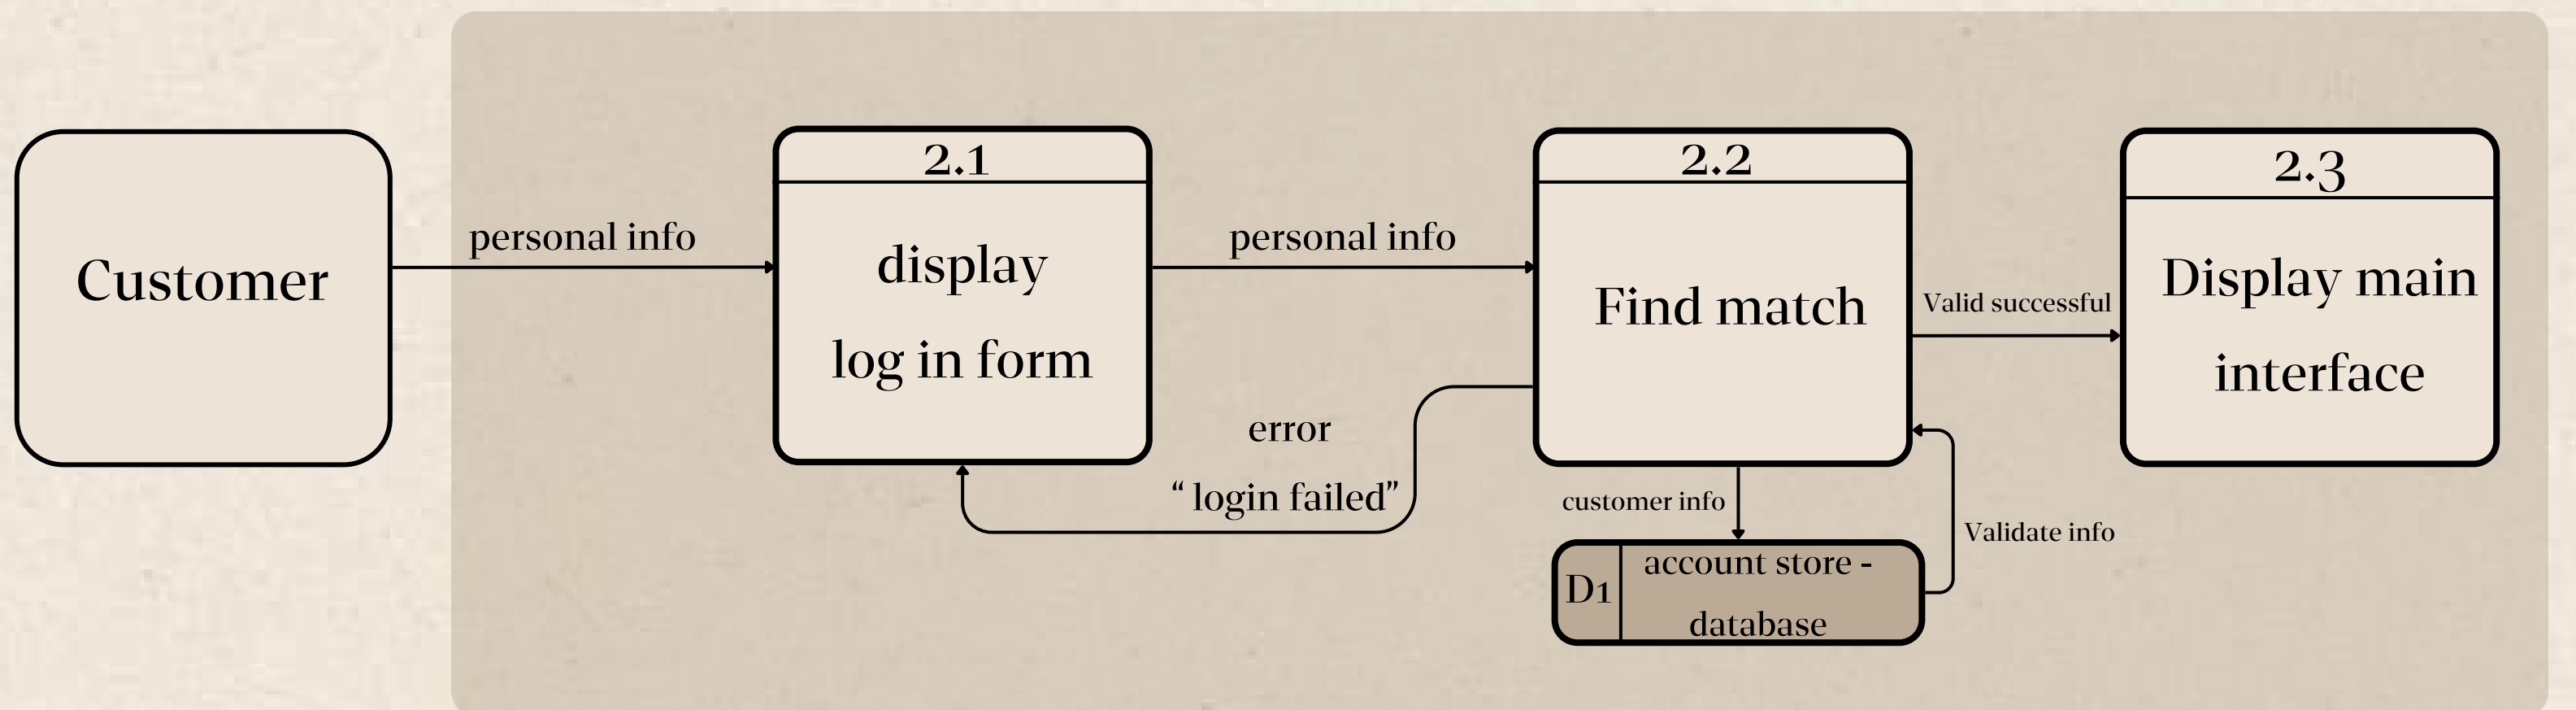 Customer
personal info
2.1
display
log in form
personal info
error
“ login failed”
2.2
Find match
customer info
D1
account store -
database
Validate info
Valid successful
2.3
Display main
interface